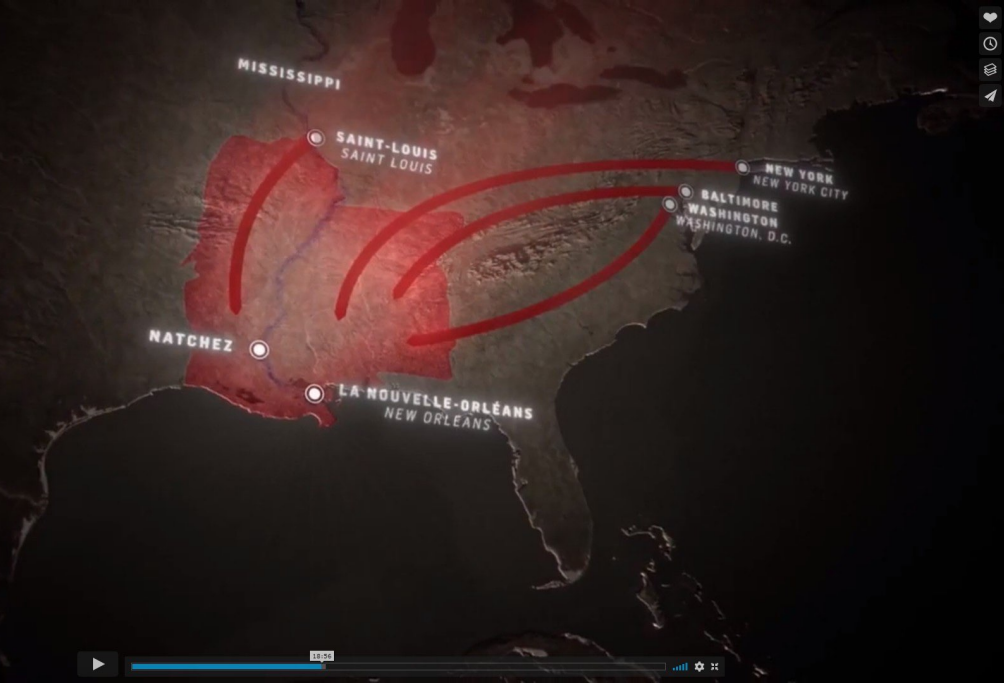 MISSISSIPPI
SAINT-LOUIS
SAINT LOUIS
NEW YORK
NEW YORK CITY
BALTIMORE
WASHINGTON
WASHINGTON, D.C.
NATCHEZ
LA NOUVELLE-ORLÉANS
NEW ORLEANS
18:56